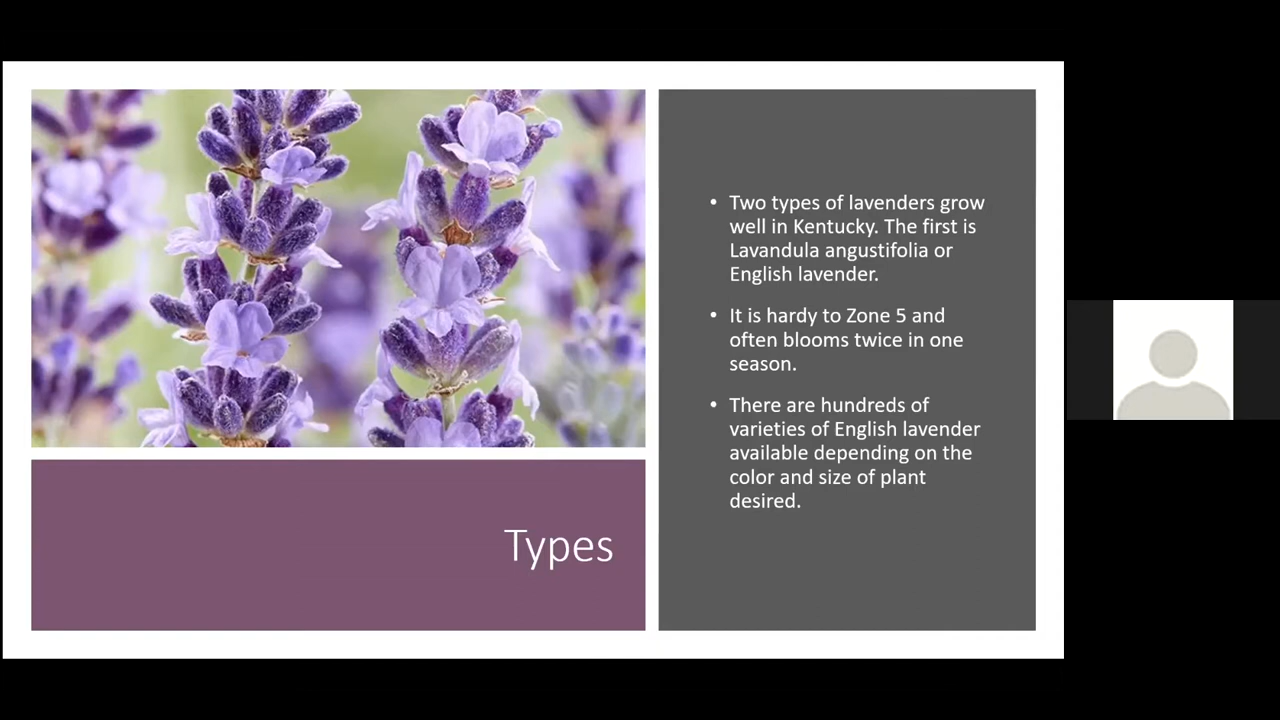 Types
• Two types of lavenders grow
well in Kentucky. The first is
Lavandula angustifolia or
English lavender.
• It is hardy to Zone 5 and
often blooms twice in one
season.
• There are hundreds of
varieties of English lavender
available depending on the
color and size of plant
desired.